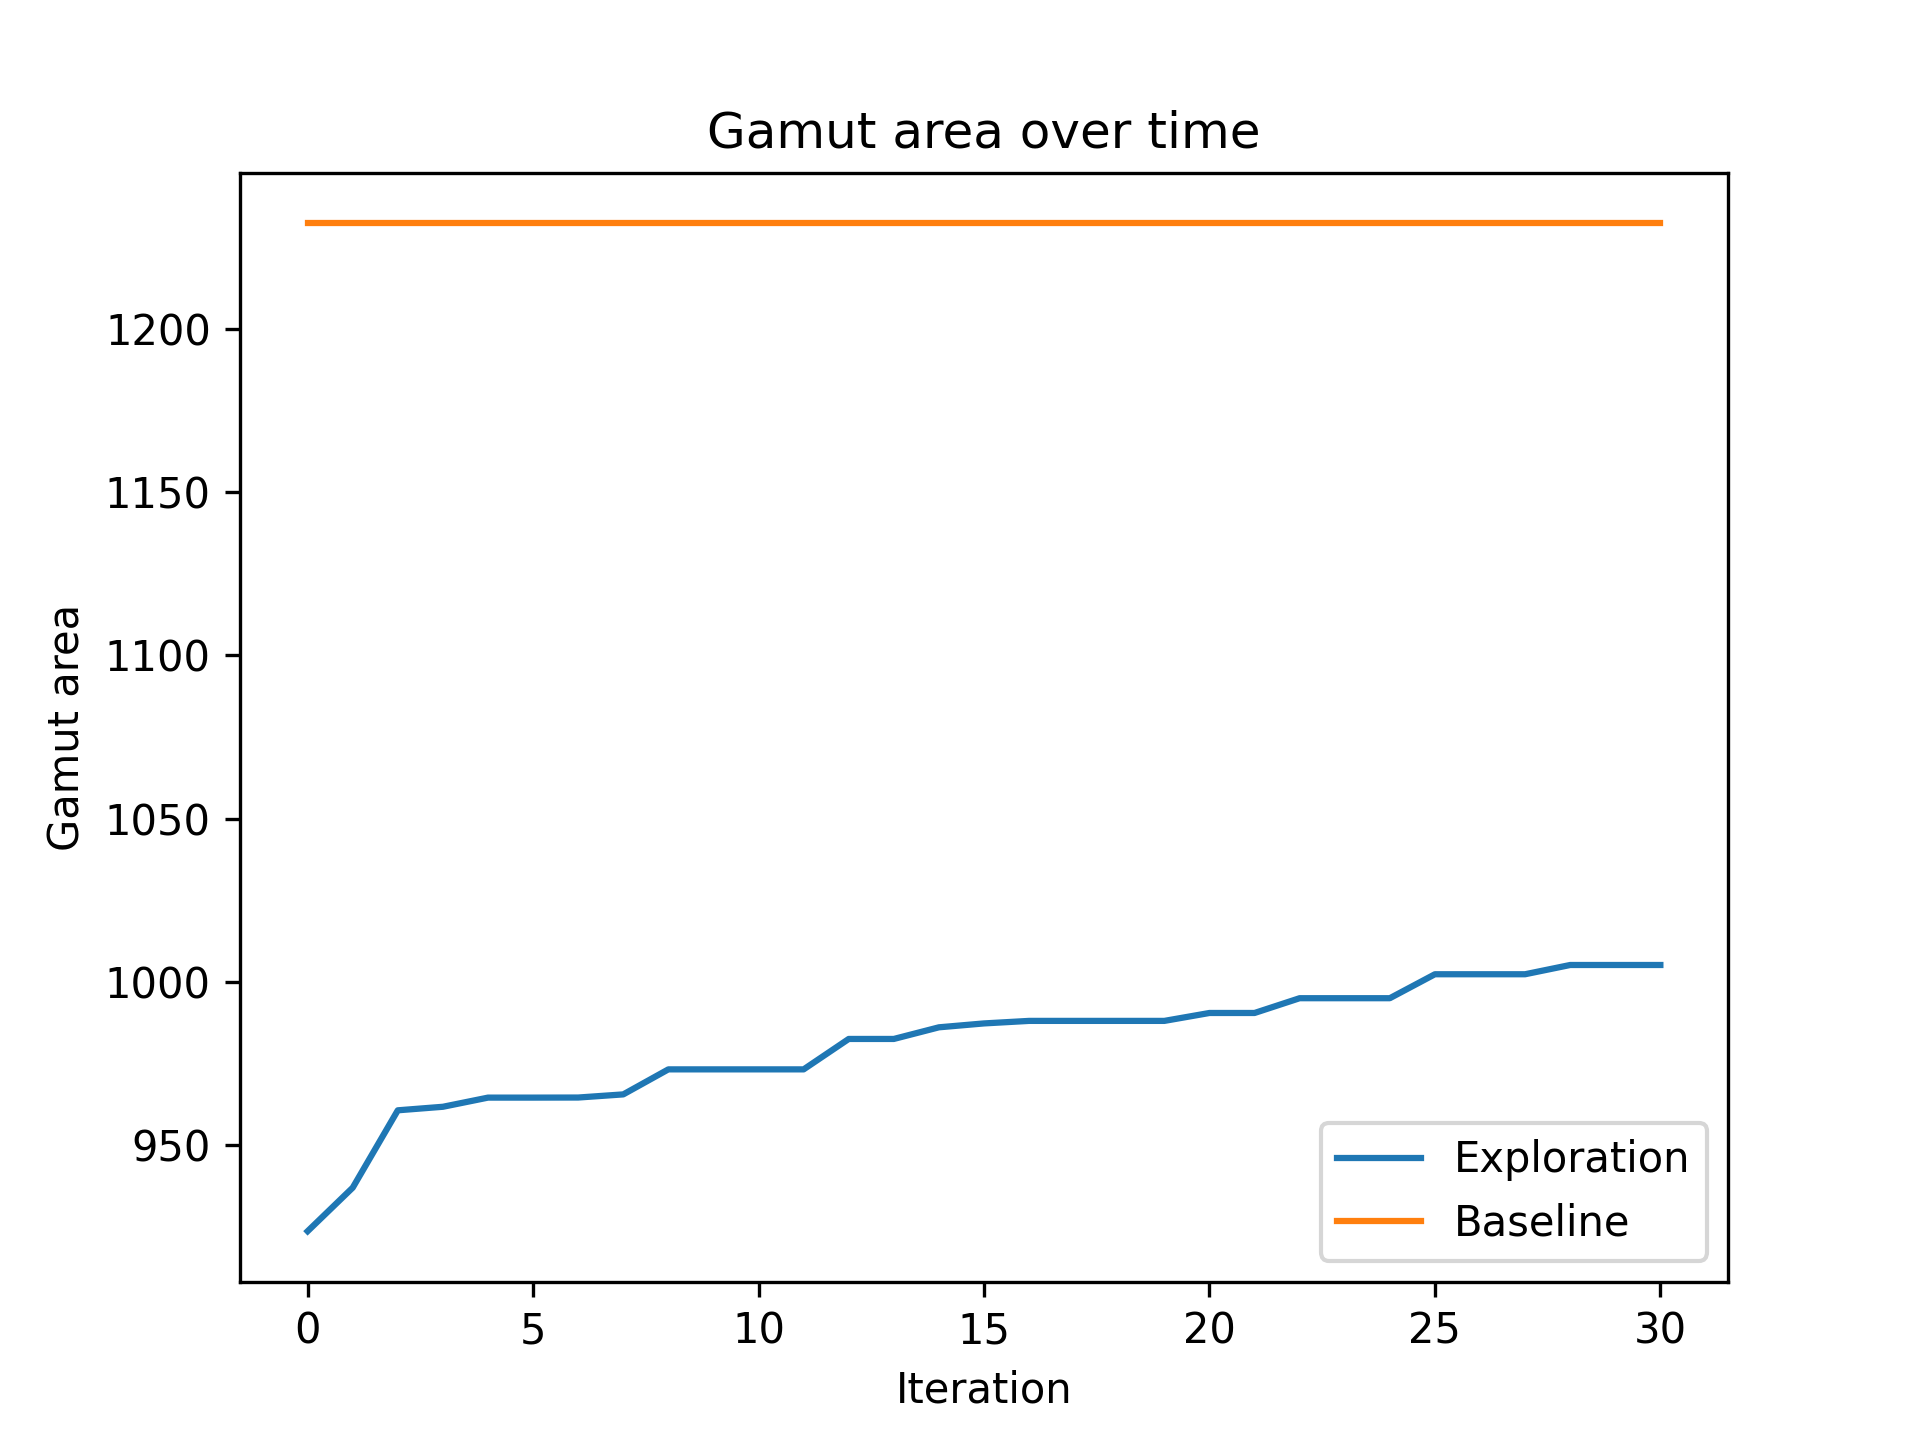 Gamut area over time
Gamut area
1200
1150
1100
1050
1000
950
Exploration
Baseline
0 5 10 15 20 25 30
Iteration